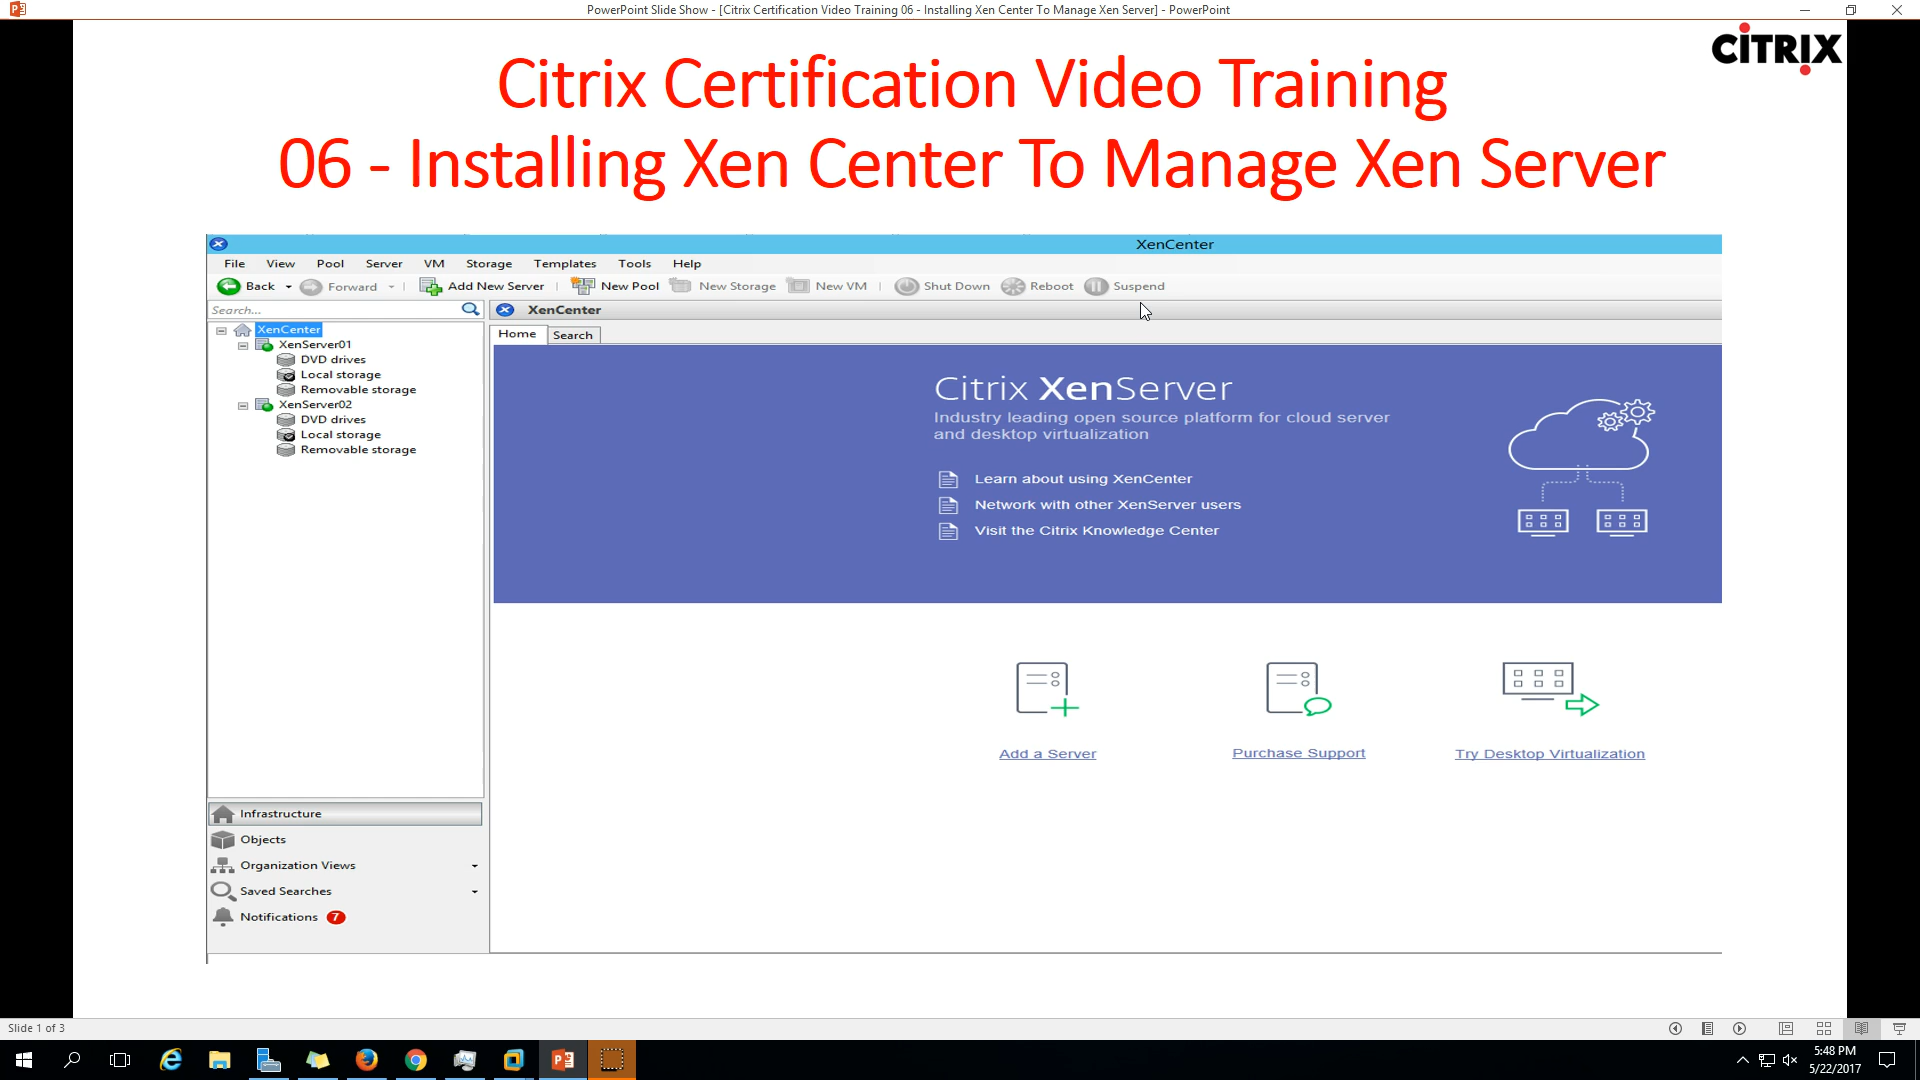 PowerPoint Slide Show - [Citrix Certification Video Training 06 - Installing Xen Center To Manage Xen Server] - PowerPoint
CİTRIX
Citrix Certification Video Training
06 - Installing Xen Center To Manage Xen Server
XenCenter
File View Pool Server VM Storage Templates Tools Help
Back Forward Add New Server New Pool New Storage New VM Shut Down Reboot Suspend
Search...
XenCenter
Home Search
XenCenter
XenServer01
DVD drives
Local storage
Removable storage
XenServer02
DVD drives
Local storage
Removable storage
Citrix XenServer
Industry leading open source platform for cloud server
and desktop virtualization
Learn about using XenCenter
Network with other XenServer users
Visit the Citrix Knowledge Center
Add a Server
Purchase Support
Try Desktop Virtualization
Infrastructure
Objects
Organization Views
Saved Searches
Notifications 7
Slide 1 of 3
5:48 PM
5/22/2017